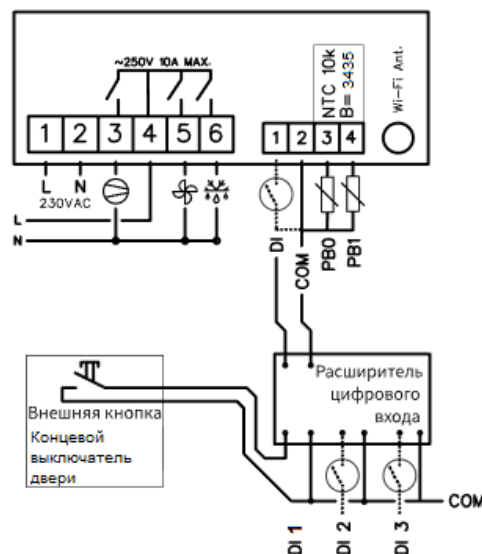 ~250V 10A MAX.
NTC 10k
B= 3435
Wi-Fi Ant.
1 2 3 4 5 6
1 2 3 4
L N
230VAC
L
N
DI
COM
PB0
PB1
Расширитель
цифрового
входа
Внешняя кнопка
Концевой
выключатель
двери
COM
DI 1
DI 2
DI 3